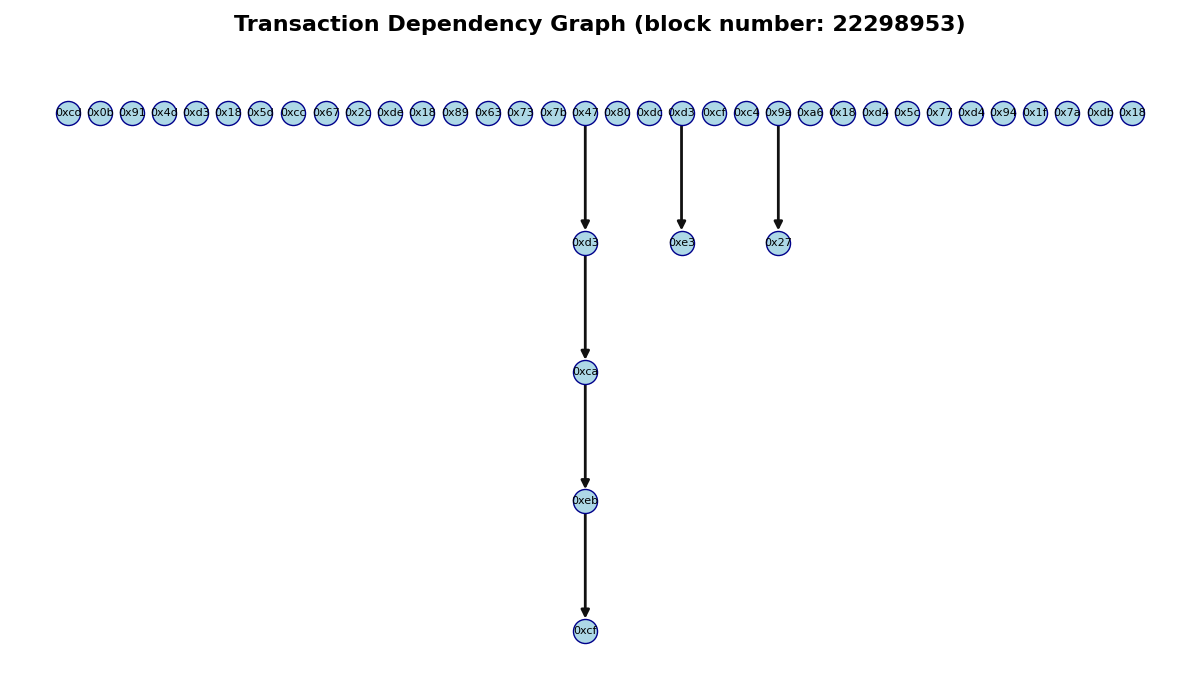 Transaction Dependency Graph (block number: 22298953)
0xcd 0x0b 0x91 0x4d 0xd3 0x18 0x5d 0xcc 0x67 0x2c 0xde 0x18 0x89 0x63 0x73 0x7b 0x47 0x80 0xdc 0xd3 0xcf 0xc4 0x9a 0xa6 0x18 0xd4 0x5c 0x77 0xd4 0x94 0x1f 0x7a 0xdb 0x18
0xd3 0xe3 0x27
0xca
0xeb
0xcf